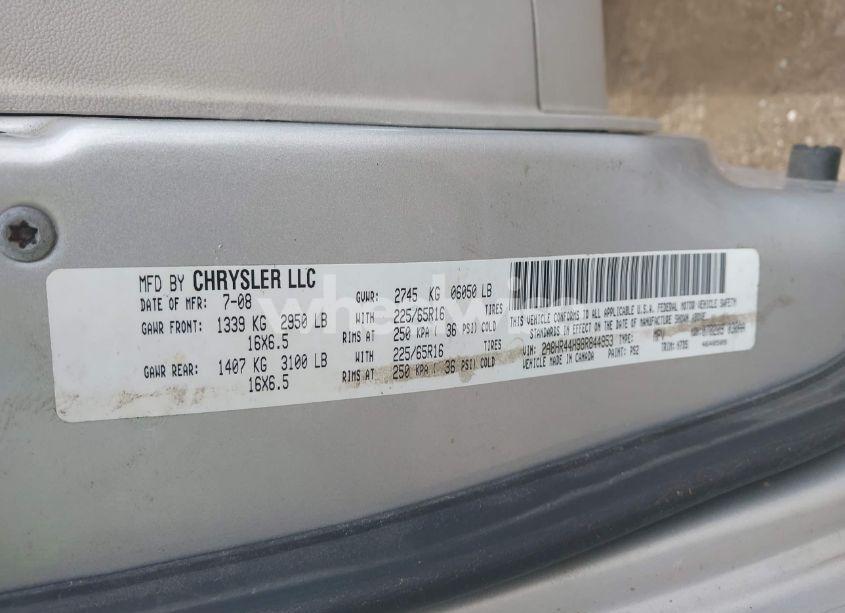 MFD BY CHRYSLER LLC
DATE OF MFR: 7-08
GVWR: 2745 KG 06050 LB
GAWR FRONT: 1339 KG 2950 LB
16X6.5
WITH 225/65R16 TIRES
RIMS AT 250 KPA ( 36 PSI) COLD
GAWR REAR: 1407 KG 3100 LB
16X6.5
WITH 225/65R16 TIRES
RIMS AT 250 KPA ( 36 PSI) COLD
THIS VEHICLE CONFORMS TO ALL APPLICABLE U.S.A. FEDERAL MOTOR VEHICLE SAFETY
STANDARDS IN EFFECT ON THE DATE OF MANUFACTURE SHOWN ABOVE.
VIN: TYPE: MPV
VEHICLE MADE IN CANADA PAINT: PS2 TRIM: